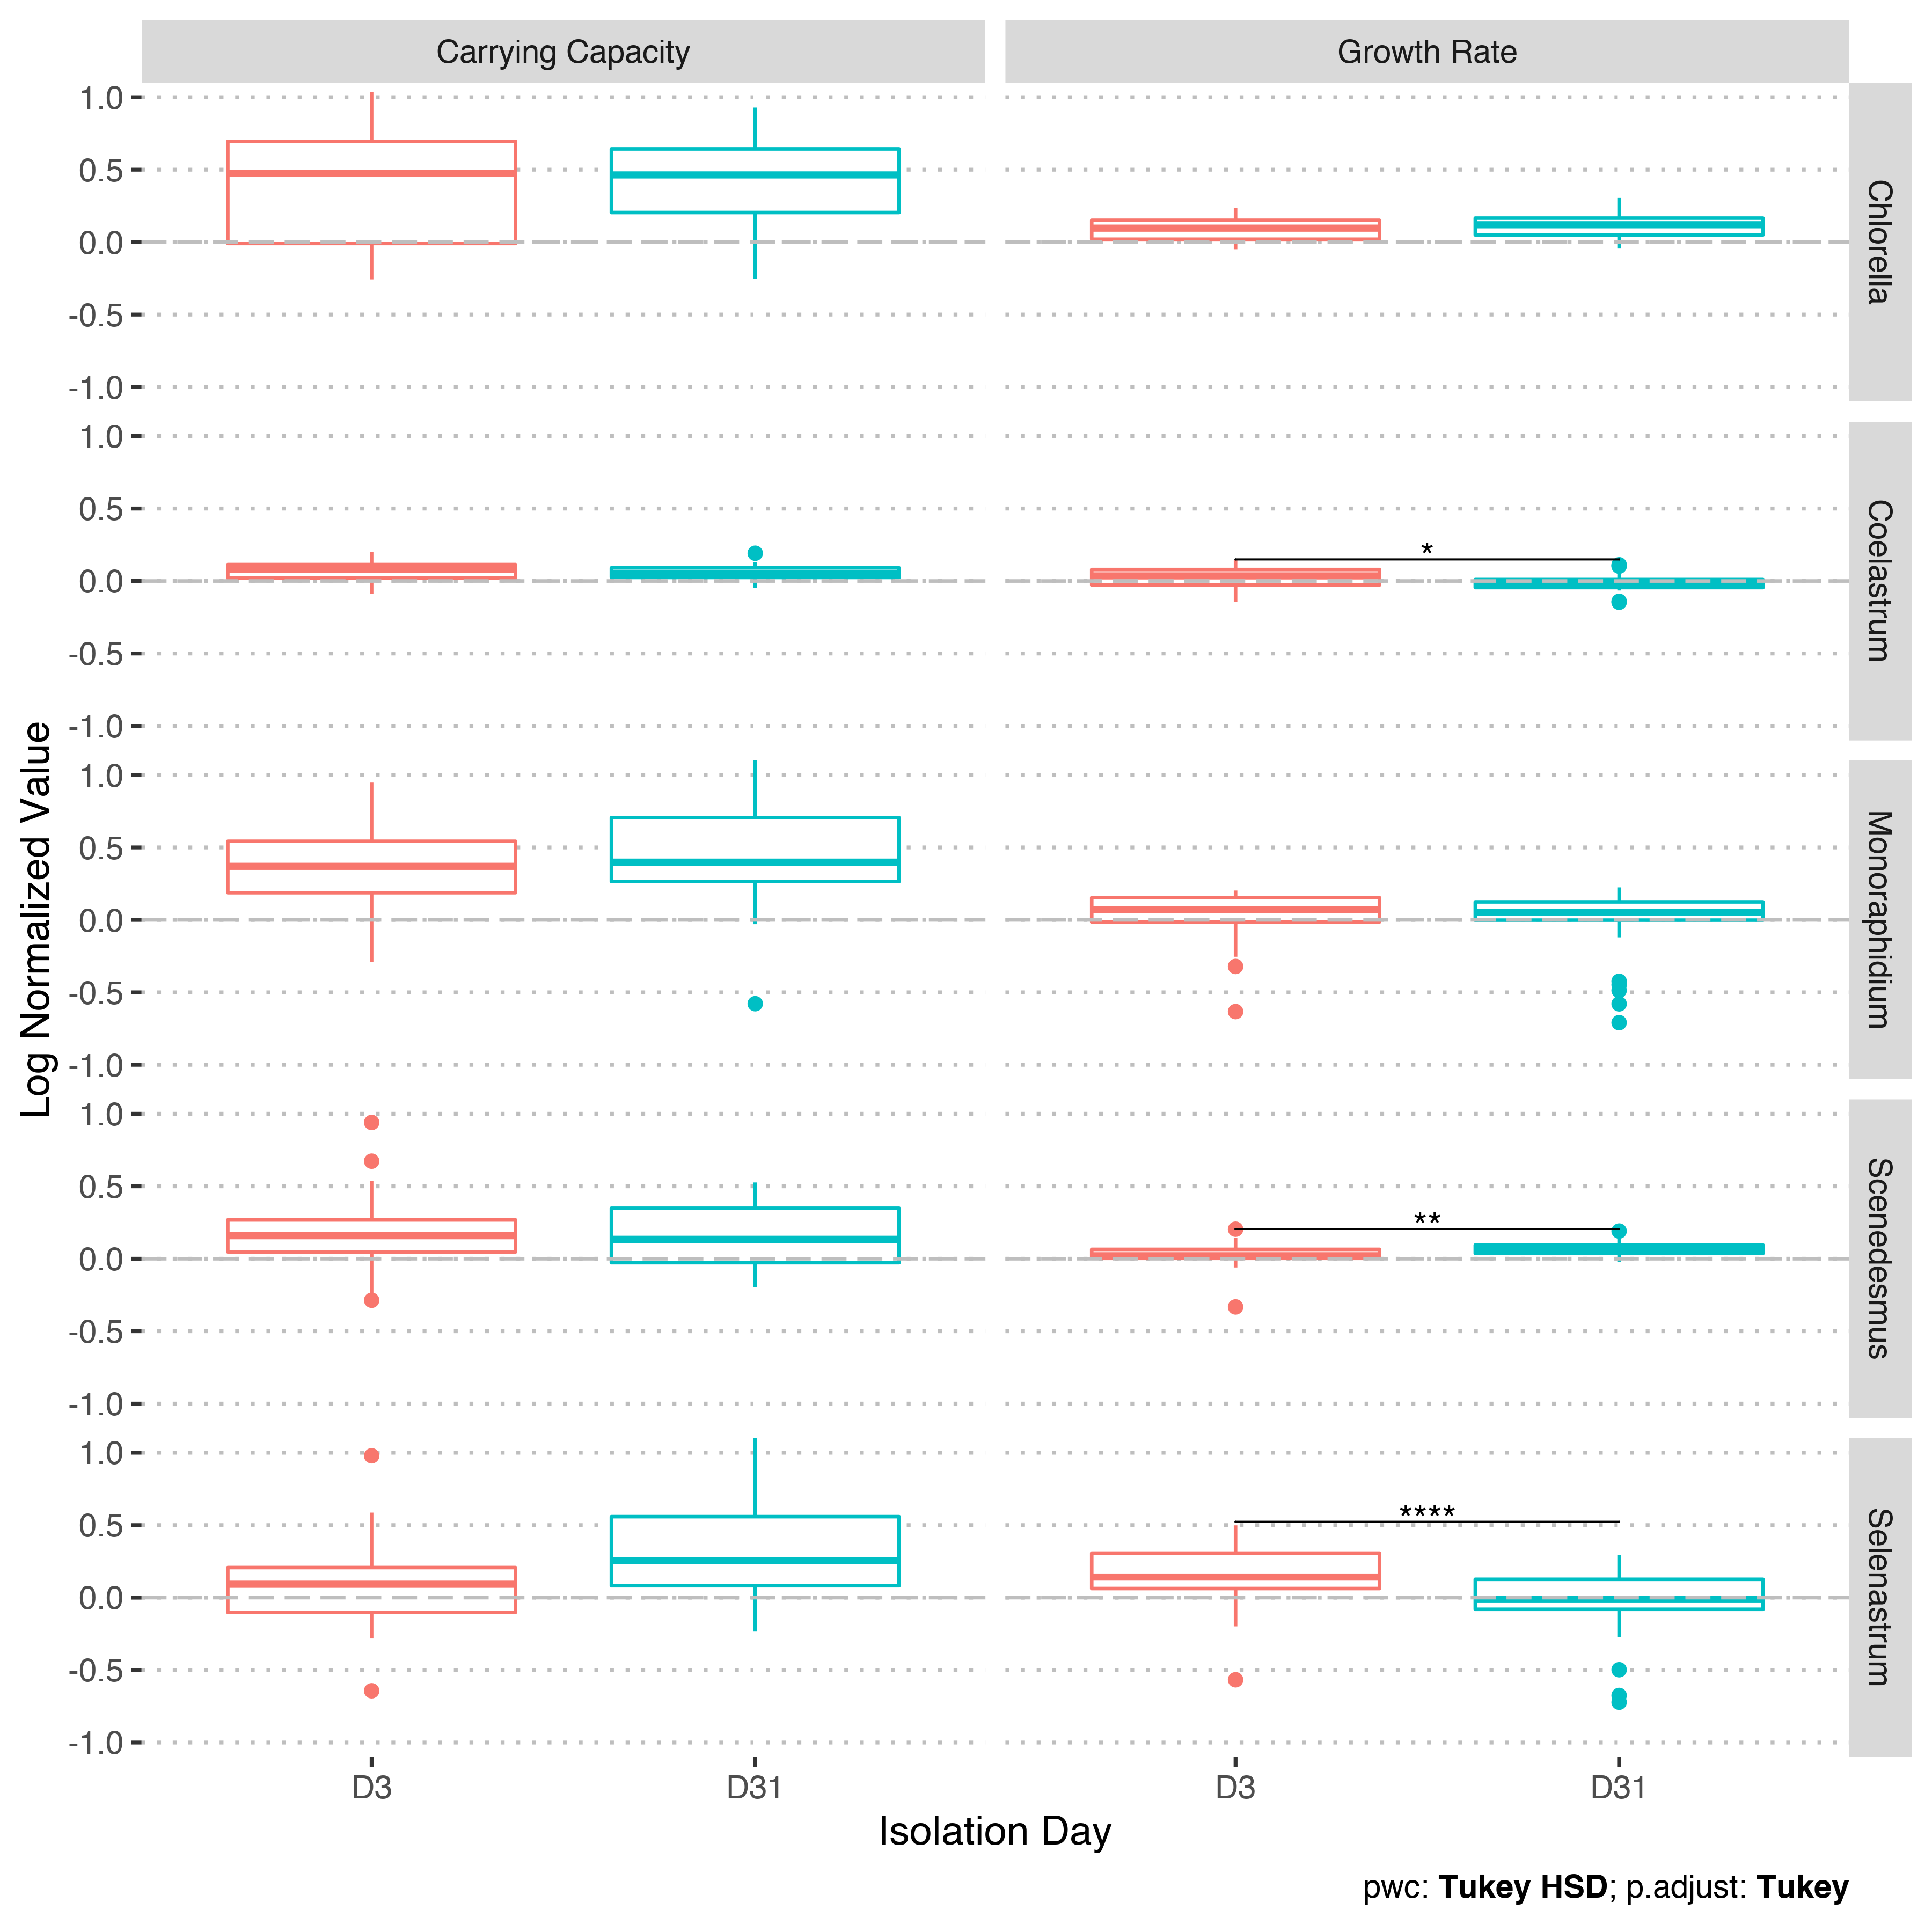 Carrying Capacity
Growth Rate
1.0
0.5
0.0
-0.5
-1.0
Chlorella
1.0
0.5
0.0
-0.5
-1.0
*
Coelastrum
1.0
0.5
0.0
-0.5
-1.0
Monoraphidium
1.0
0.5
0.0
-0.5
-1.0
**
Scenedesmus
1.0
0.5
0.0
-0.5
-1.0
****
Selenastrum
Log Normalized Value
D3
D31
D3
D31
Isolation Day
pwc: Tukey HSD; p.adjust: Tukey